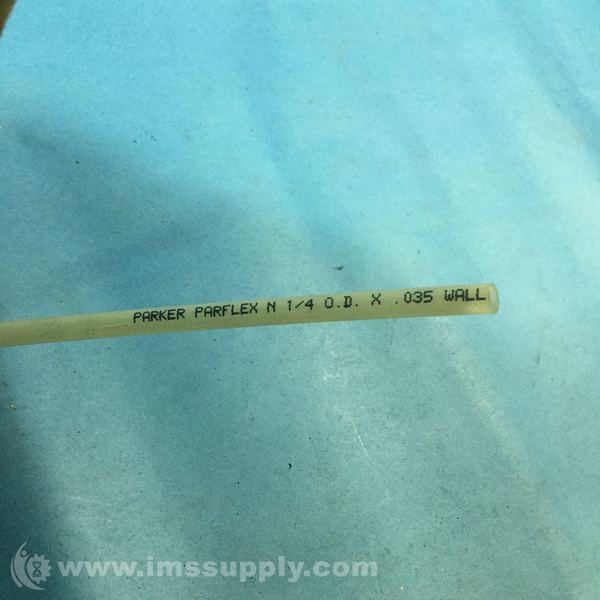 PARKER PARFLEX N 1/4 O.D. X .035 WALL
www.imssupply.com